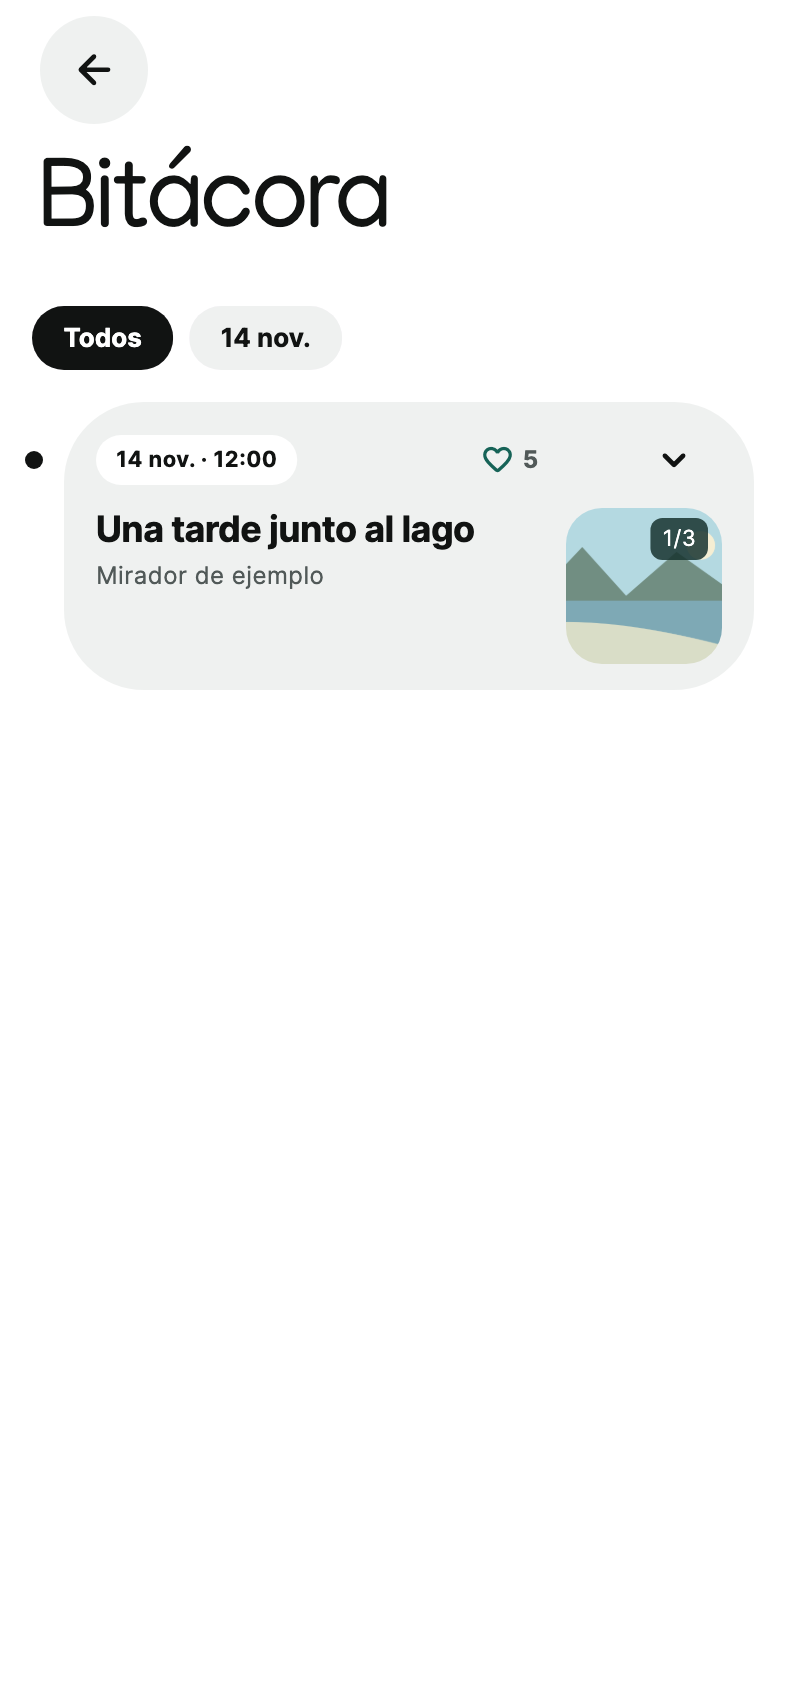 Bitácora
Todos
14 nov.
14 nov. · 12:00
5
Una tarde junto al lago
1/3
Mirador de ejemplo